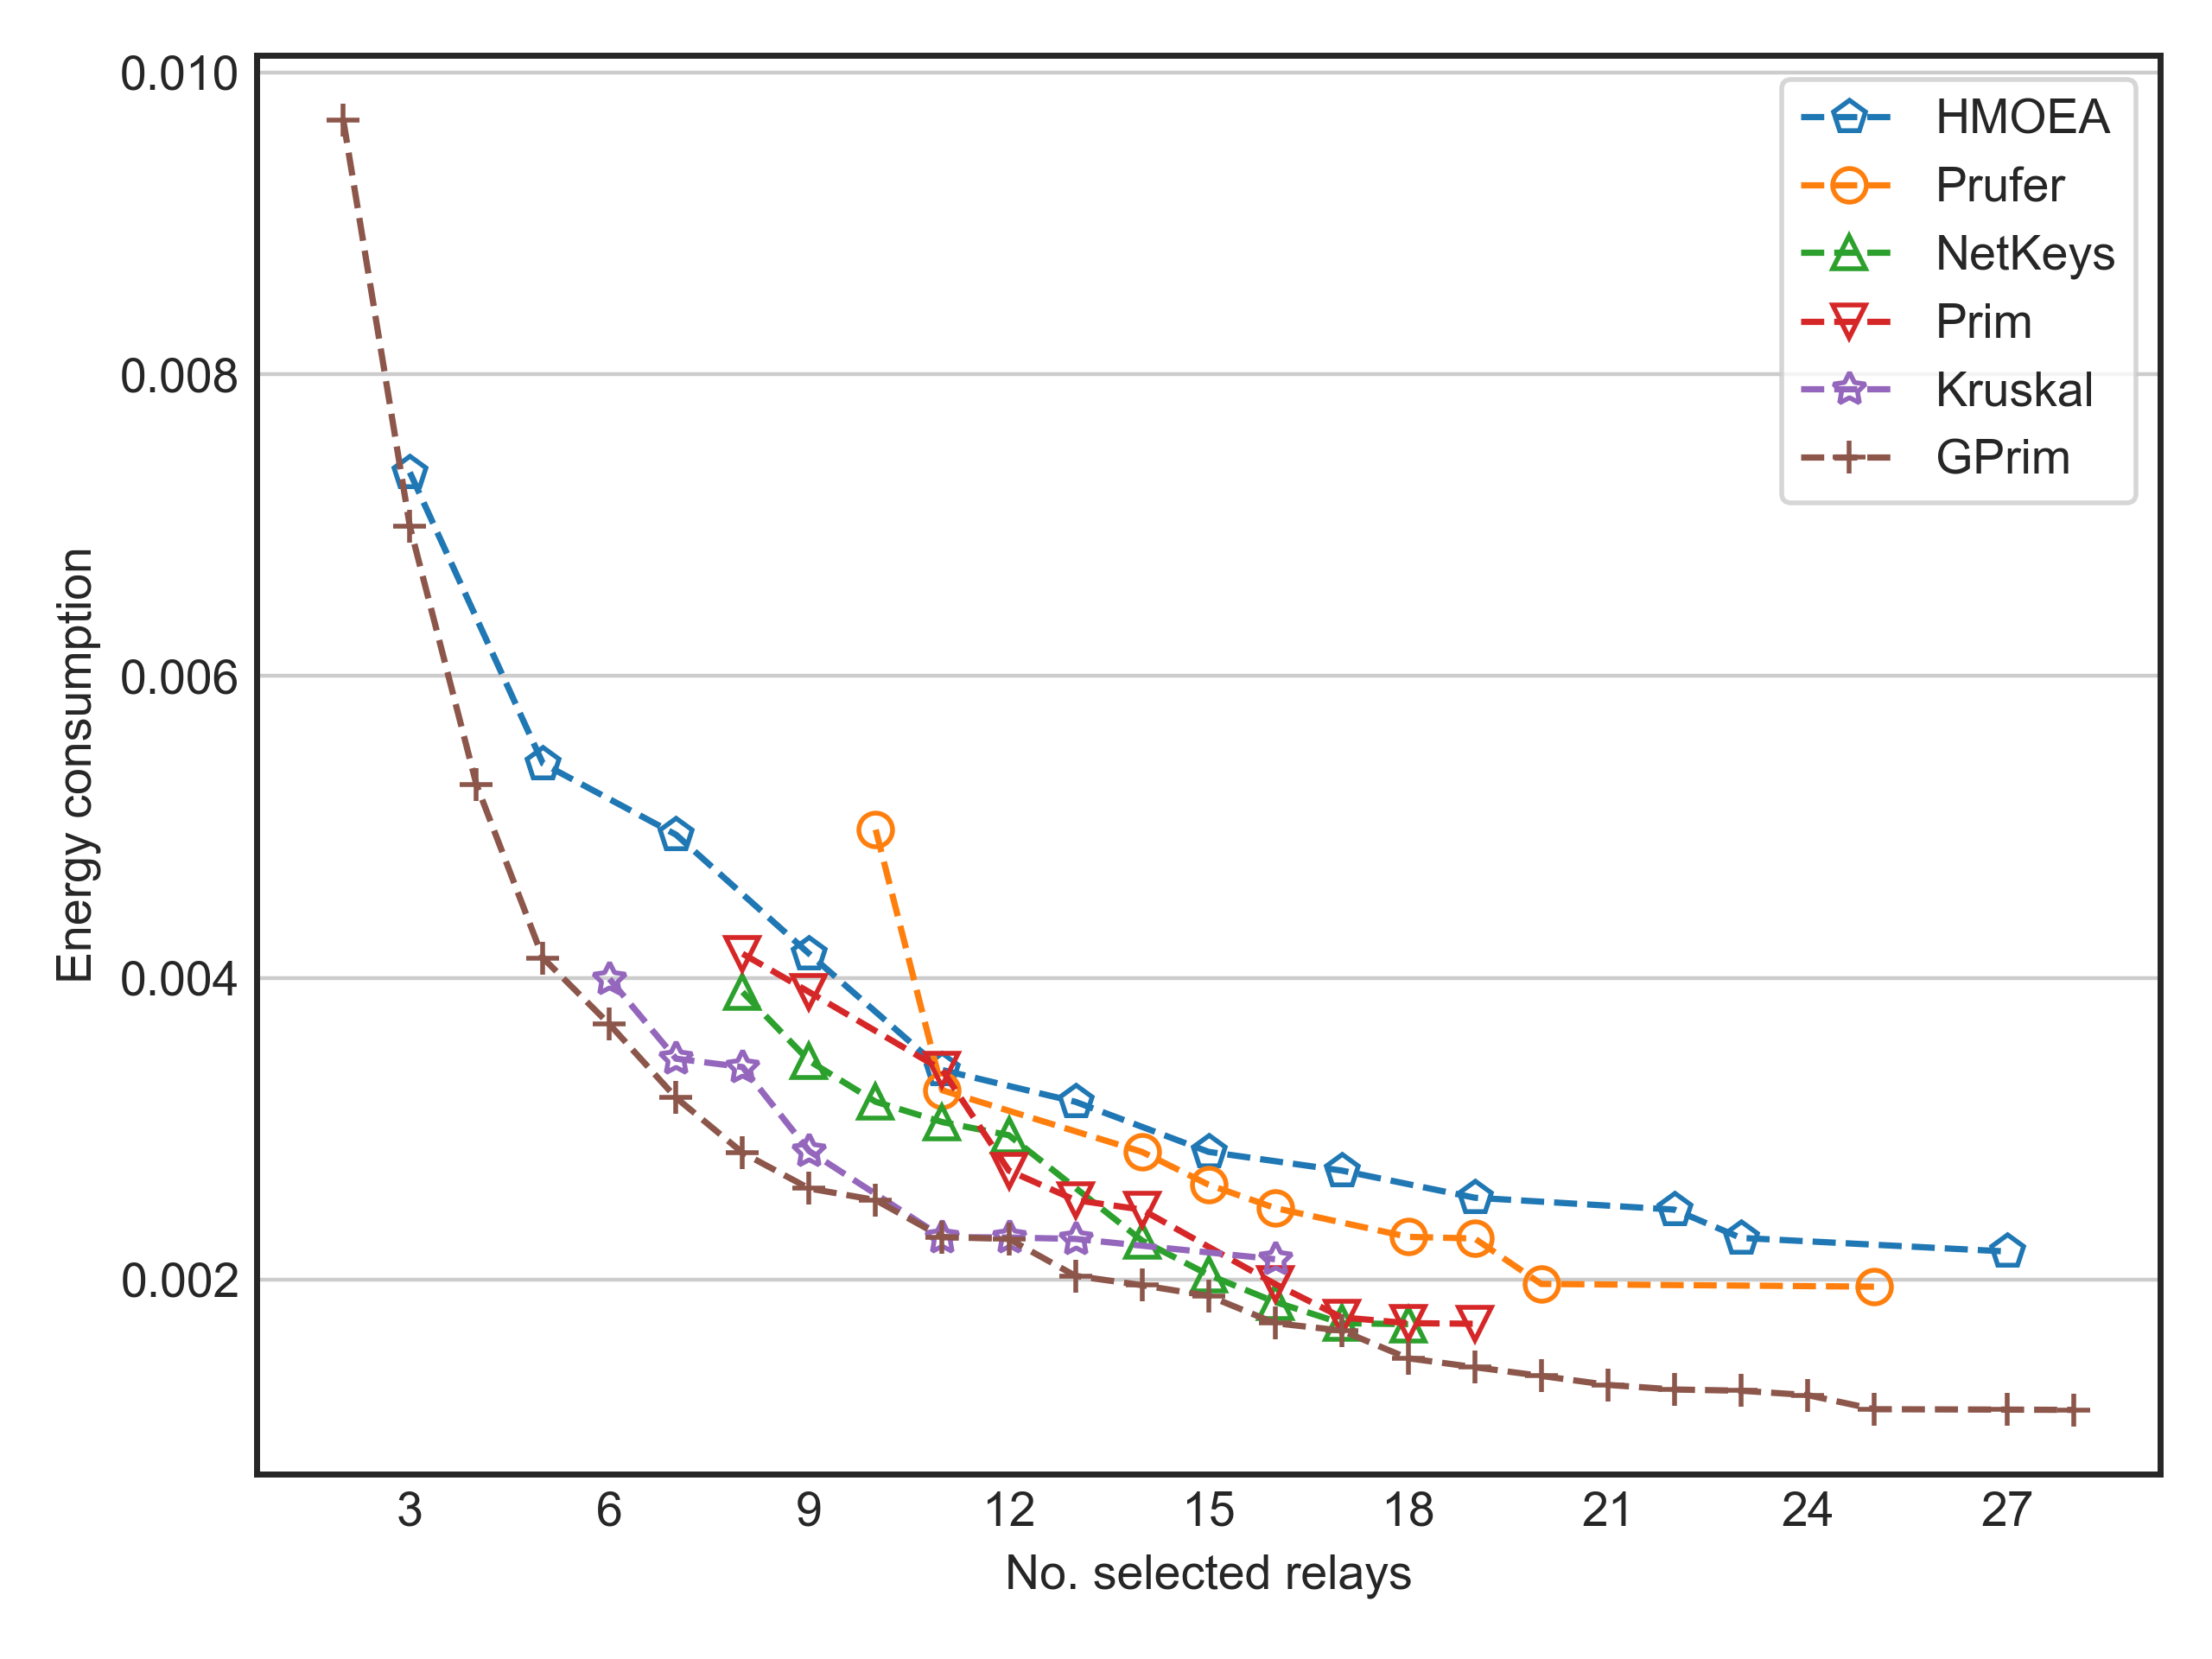 0.010
0.008
0.006
0.004
0.002
Energy consumption
HMOEA
Prufer
NetKeys
Prim
Kruskal
GPrim
3 6 9 12 15 18 21 24 27
No. selected relays